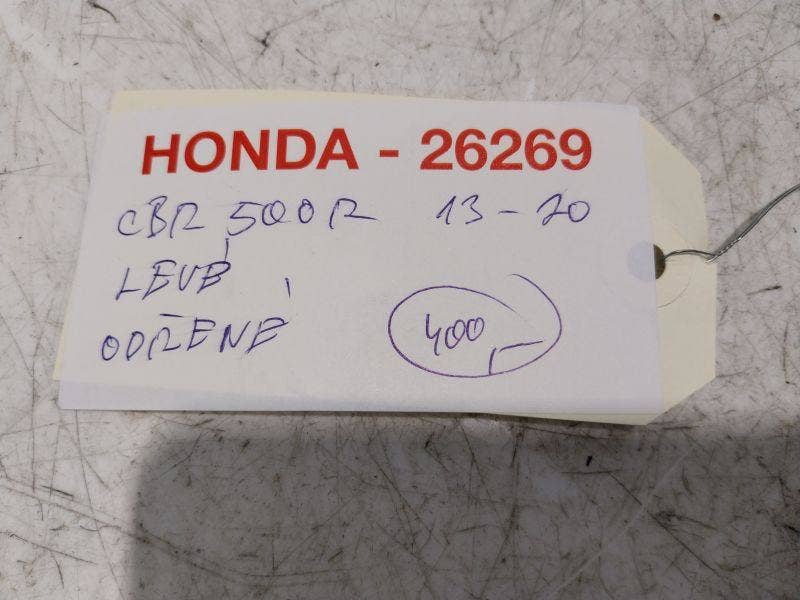 HONDA - 26269
CBR 500R 13-20
LEVÉ
ODŘENÉ
400,-